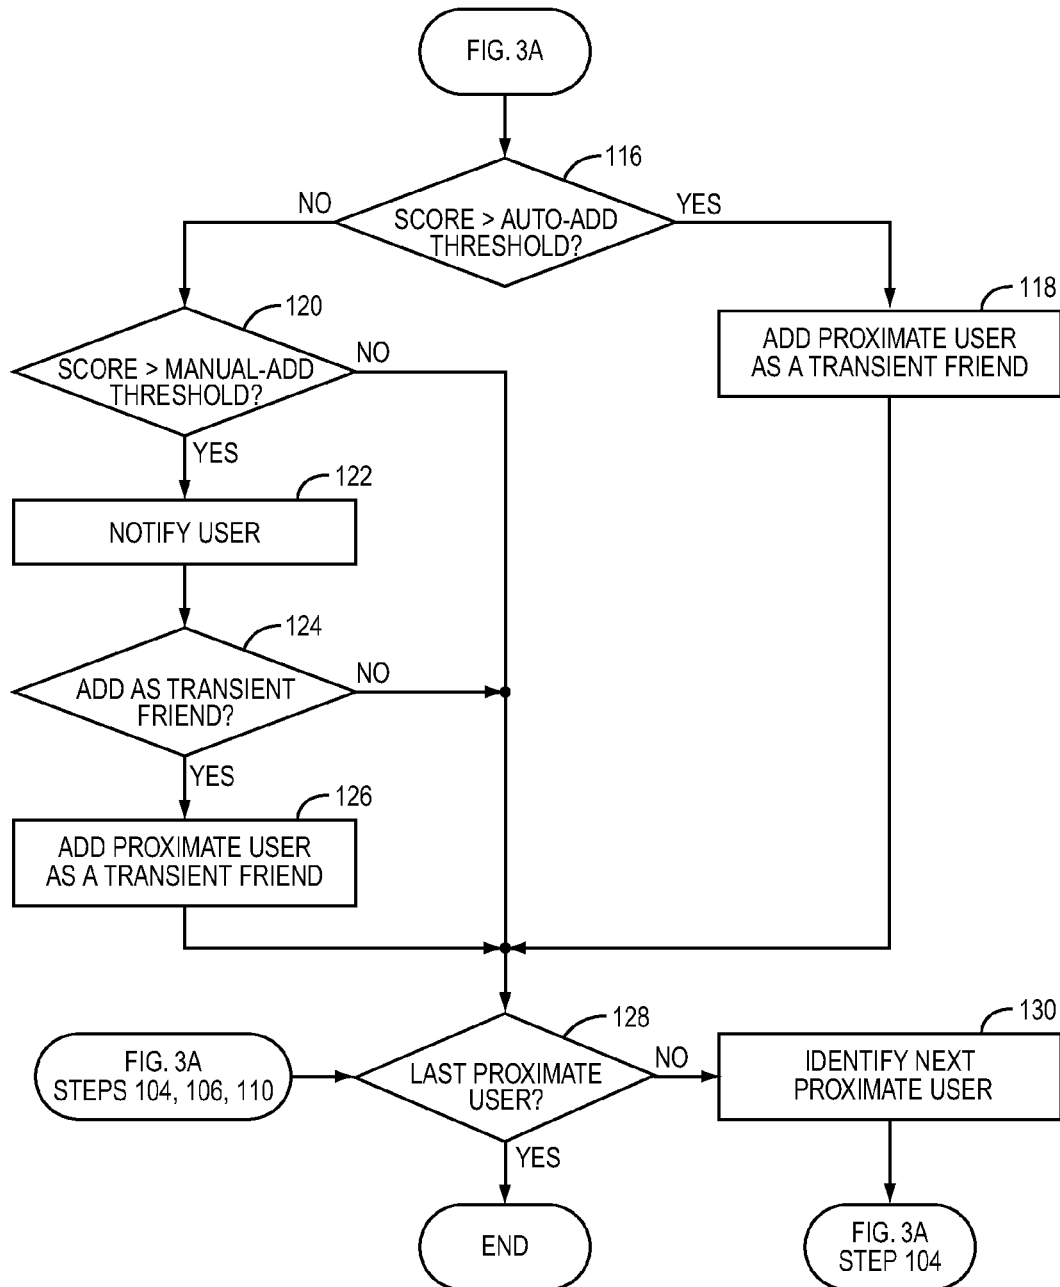 FIG. 3A
116
SCORE > AUTO-ADD
THRESHOLD?
NO
YES
118
ADD PROXIMATE USER
AS A TRANSIENT FRIEND
120
SCORE > MANUAL-ADD
THRESHOLD?
NO
YES
122
NOTIFY USER
124
ADD AS TRANSIENT
FRIEND?
NO
YES
126
ADD PROXIMATE USER
AS A TRANSIENT FRIEND
FIG. 3A
STEPS 104, 106, 110
128
LAST PROXIMATE
USER?
NO
YES
130
IDENTIFY NEXT
PROXIMATE USER
END
FIG. 3A
STEP 104